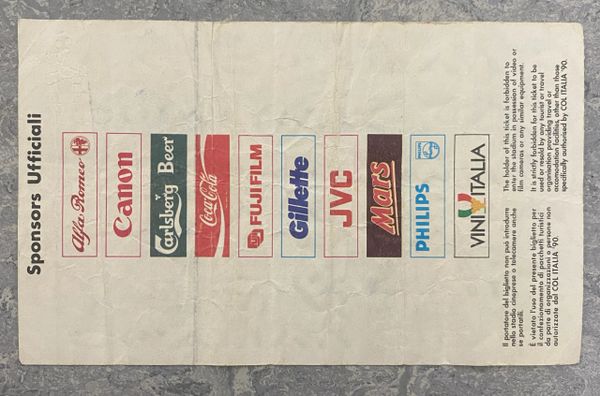 Sponsors Ufficiali
Alfa Romeo
Canon
Carlsberg Beer
Coca-Cola
FUJI FILM
Gillette
JVC
Mars
PHILIPS
PHILIPS
VINI ITALIA
Il portatore del biglietto non può introdurre
nello stadio cineprese o telecamere anche
se portatili.
È vietato l'uso del presente biglietto per
il confezionamento di pacchetti turistici
da parte di organizzazioni o persone non
autorizzate dal COL ITALIA '90.
The holder of this ticket is forbidden to
enter the stadium in possession of video or
film cameras or any similar equipment.
It is strictly forbidden for this ticket to be
used or resold by any tourist or travel
organisation providing travel or
accomodation facilities, other than those
specifically authorised by COL ITALIA '90.